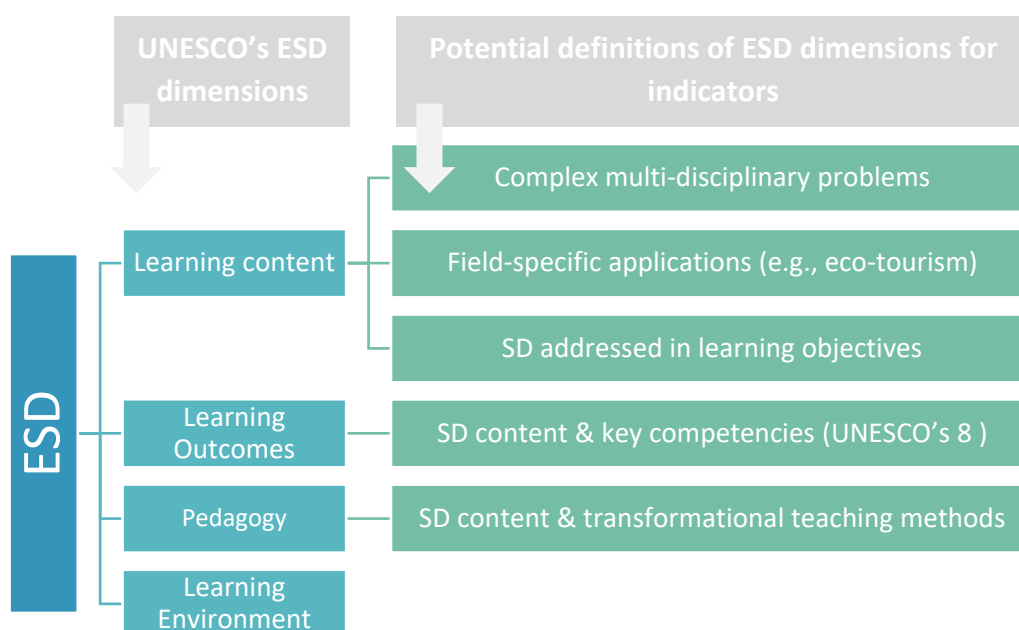 UNESCO’s ESD
dimensions
Potential definitions of ESD dimensions for
indicators
ESD
Learning content
Complex multi-disciplinary problems
Field-specific applications (e.g., eco-tourism)
SD addressed in learning objectives
Learning
Outcomes
SD content & key competencies (UNESCO’s 8 )
Pedagogy
SD content & transformational teaching methods
Learning
Environment